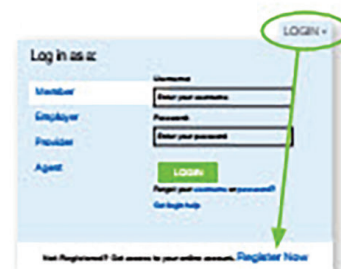 LOGIN
Log in as a:
Username
Member
Enter your username
Employer
Password
Provider
Enter your password
Agent
LOGIN
Forgot your username or password?
Get login help
Not Registered? Get access to your online account. Register Now